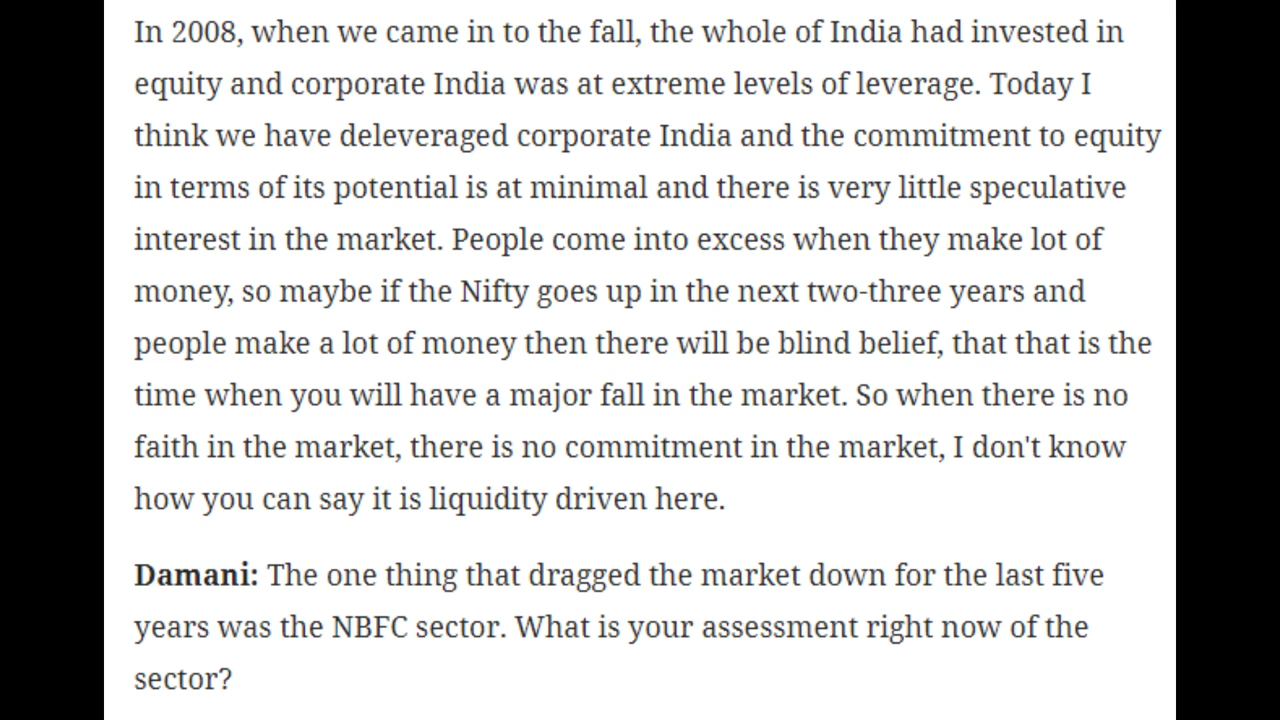 In 2008, when we came in to the fall, the whole of India had invested in
equity and corporate India was at extreme levels of leverage. Today I
think we have deleveraged corporate India and the commitment to equity
in terms of its potential is at minimal and there is very little speculative
interest in the market. People come into excess when they make lot of
money, so maybe if the Nifty goes up in the next two-three years and
people make a lot of money then there will be blind belief, that that is the
time when you will have a major fall in the market. So when there is no
faith in the market, there is no commitment in the market, I don't know
how you can say it is liquidity driven here.
Damani: The one thing that dragged the market down for the last five
years was the NBFC sector. What is your assessment right now of the
sector?